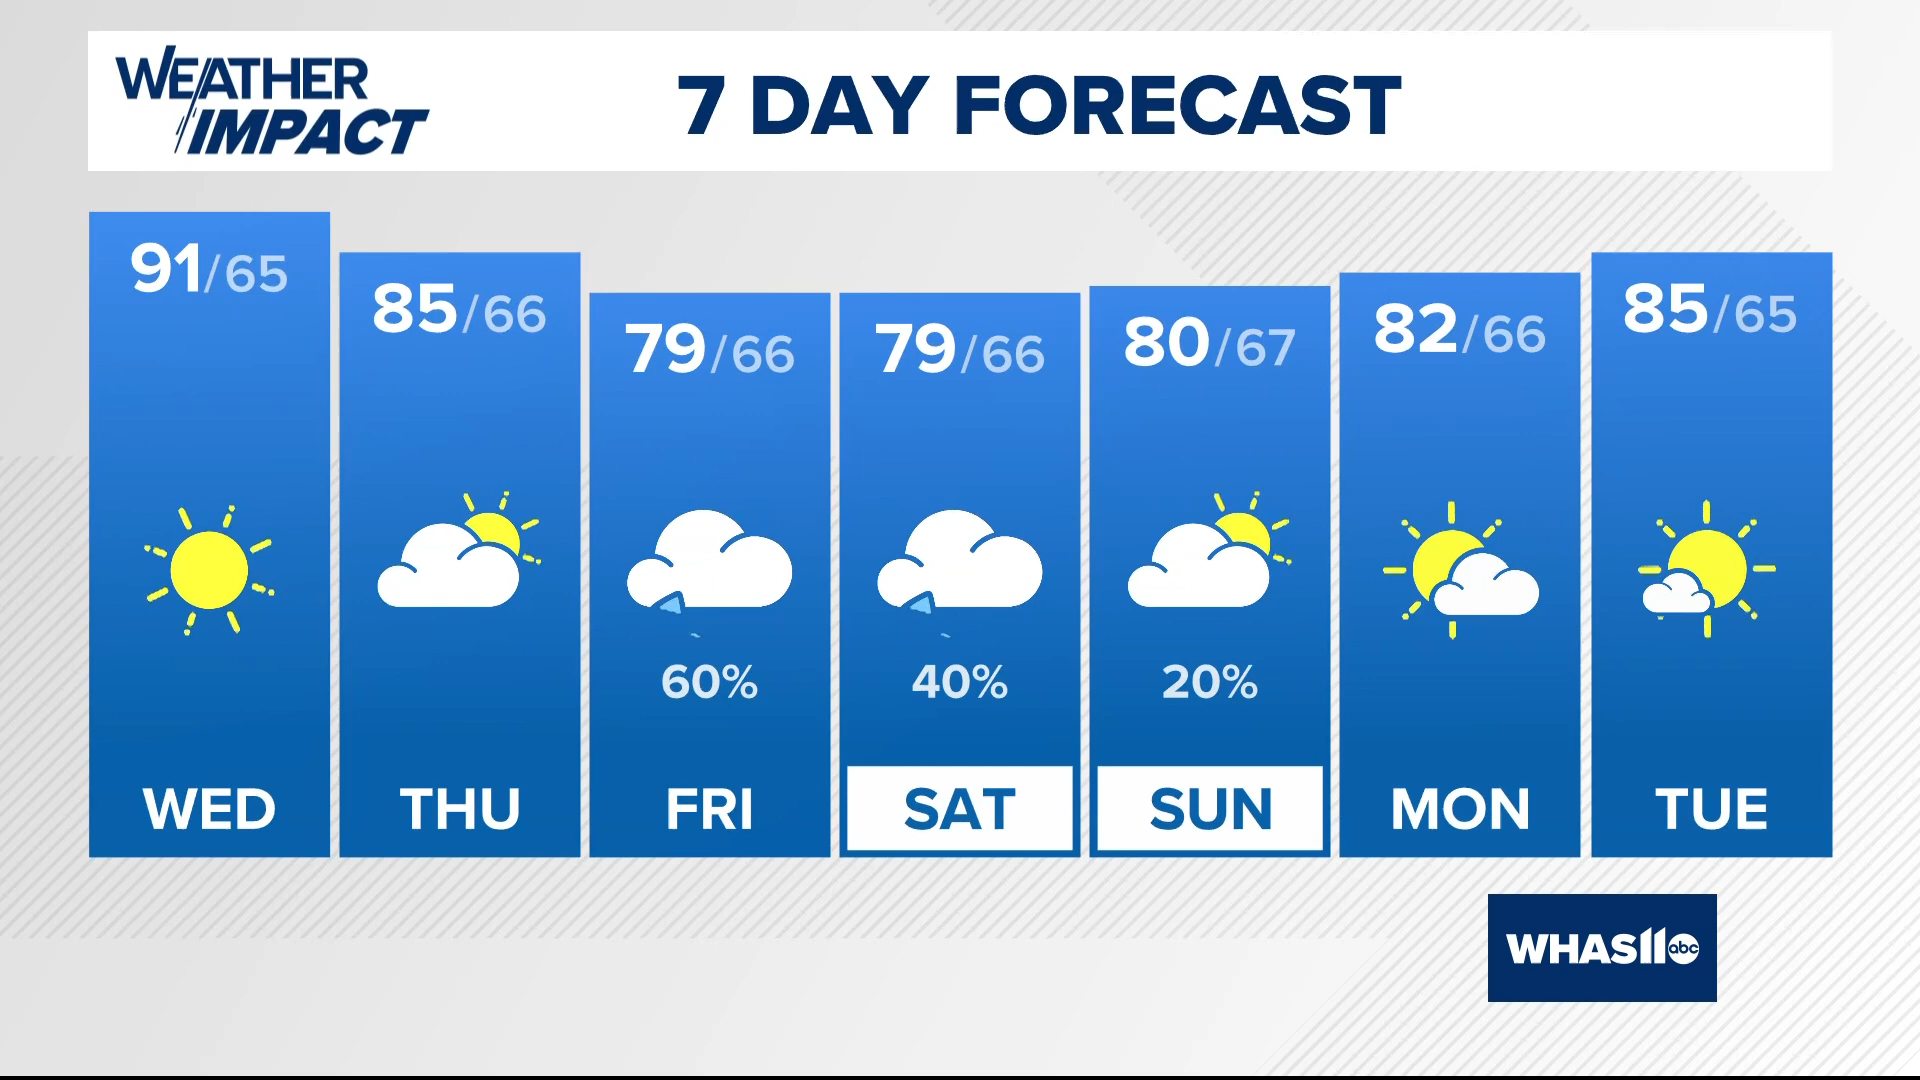 WEATHER
IMPACT
7 DAY FORECAST
91/65
85/66
79/66
79/66
80/67
82/66
85/65
60%
40%
20%
WED
THU
FRI
SAT
SUN
MON
TUE
WHAS11 abc